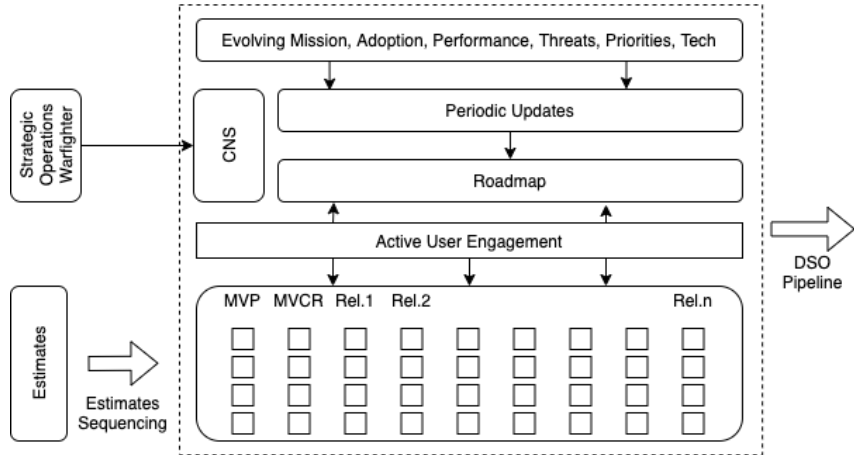 Evolving Mission, Adoption, Performance, Threats, Priorities, Tech
Strategic
Operations
Warfighter
CNS
Periodic Updates
Roadmap
Active User Engagement
DSO
Pipeline
MVP MVCR Rel.1 Rel.2 Rel.n
Estimates
Estimates
Sequencing